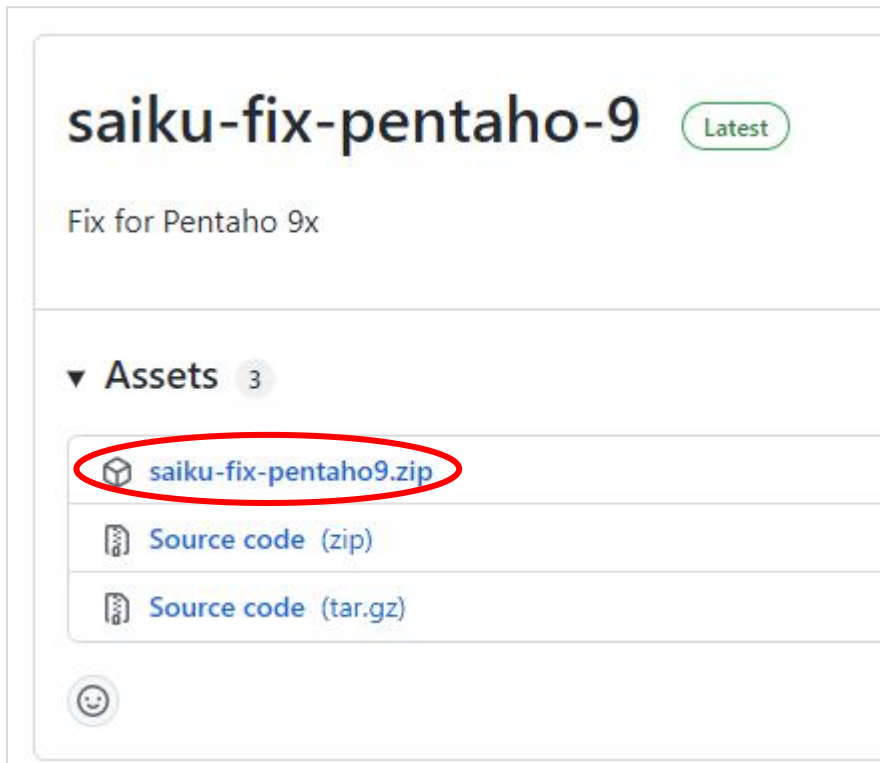 saiku-fix-pentaho-9 Latest
Fix for Pentaho 9x
Assets 3
saiku-fix-pentaho9.zip
Source code (zip)
Source code (tar.gz)